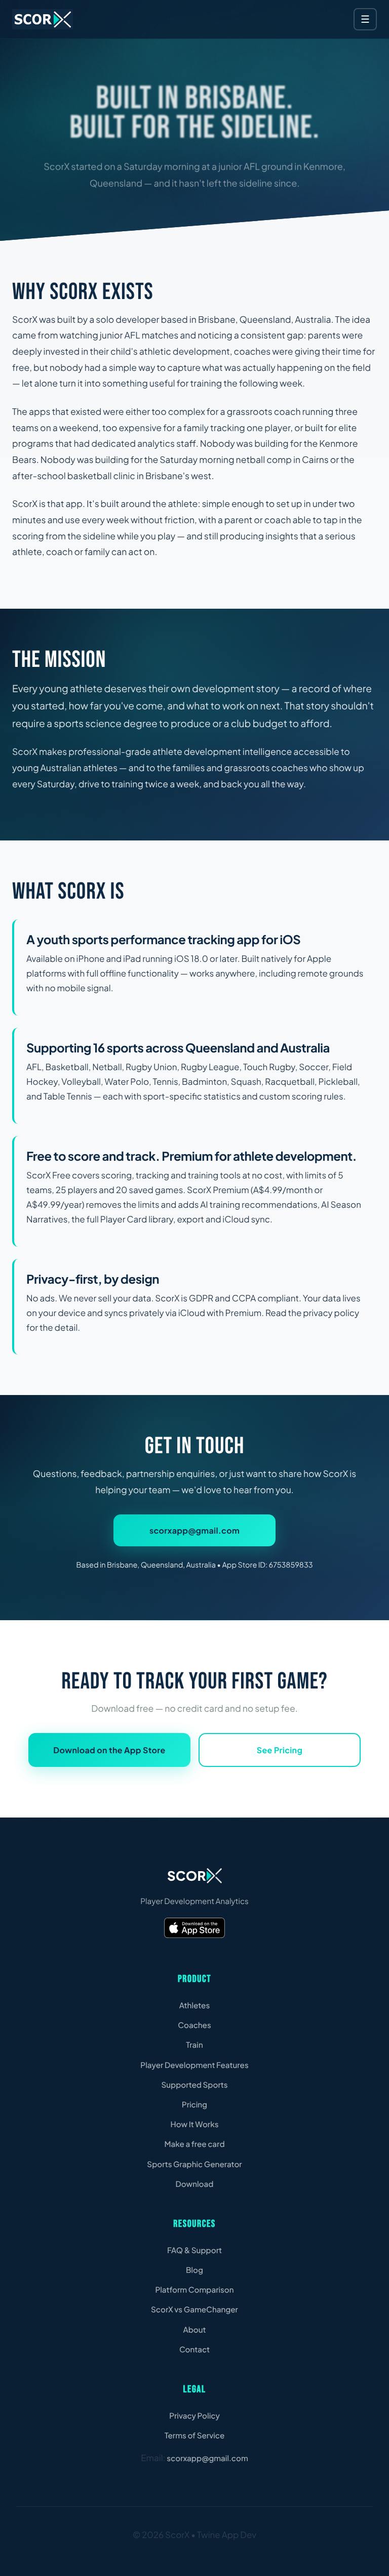 SCORX
☰
BUILT IN BRISBANE.
BUILT FOR THE SIDELINE.
ScorX started on a Saturday morning at a junior AFL ground in Kenmore,
Queensland — and it hasn't left the sideline since.
WHY SCORX EXISTS
ScorX was built by a solo developer based in Brisbane, Queensland, Australia. The idea
came from watching junior AFL matches and noticing a consistent gap: parents were
deeply invested in their child's athletic development, coaches were giving their time for
free, but nobody had a simple way to capture what was actually happening on the field
— let alone turn it into something useful for training the following week.
The apps that existed were either too complex for a grassroots coach running three
teams on a weekend, too expensive for a family tracking one player, or built for elite
programs that had dedicated analytics staff. Nobody was building for the Kenmore
Bears. Nobody was building for the Saturday morning netball comp in Cairns or the
after-school basketball clinic in Brisbane's west.
ScorX is that app. It's built around the athlete: simple enough to set up in under two
minutes and use every week without friction, with a parent or coach able to tap in the
scoring from the sideline while you play — and still producing insights that a serious
athlete, coach or family can act on.
THE MISSION
Every young athlete deserves their own development story — a record of where
you started, how far you've come, and what to work on next. That story shouldn't
require a sports science degree to produce or a club budget to afford.
ScorX makes professional-grade athlete development intelligence accessible to
young Australian athletes — and to the families and grassroots coaches who show up
every Saturday, drive to training twice a week, and back you all the way.
WHAT SCORX IS
A youth sports performance tracking app for iOS
Available on iPhone and iPad running iOS 18.0 or later. Built natively for Apple
platforms with full offline functionality — works anywhere, including remote grounds
with no mobile signal.
Supporting 16 sports across Queensland and Australia
AFL, Basketball, Netball, Rugby Union, Rugby League, Touch Rugby, Soccer, Field
Hockey, Volleyball, Water Polo, Tennis, Badminton, Squash, Racquetball, Pickleball,
and Table Tennis — each with sport-specific statistics and custom scoring rules.
Free to score and track. Premium for athlete development.
ScorX Free covers scoring, tracking and training tools at no cost, with limits of 5
teams, 25 players and 20 saved games. ScorX Premium (A$4.99/month or
A$49.99/year) removes the limits and adds AI training recommendations, AI Season
Narratives, the full Player Card library, export and iCloud sync.
Privacy-first, by design
No ads. We never sell your data. ScorX is GDPR and CCPA compliant. Your data lives
on your device and syncs privately via iCloud with Premium. Read the privacy policy
for the detail.
GET IN TOUCH
Questions, feedback, partnership enquiries, or just want to share how ScorX is
helping your team — we'd love to hear from you.
scorxapp@gmail.com
Based in Brisbane, Queensland, Australia • App Store ID: 6753859833
READY TO TRACK YOUR FIRST GAME?
Download free — no credit card and no setup fee.
Download on the App Store
See Pricing
SCORX
Player Development Analytics
Download on the
App Store
PRODUCT
Athletes
Coaches
Train
Player Development Features
Supported Sports
Pricing
How It Works
Make a free card
Sports Graphic Generator
Download
RESOURCES
FAQ & Support
Blog
Platform Comparison
ScorX vs GameChanger
About
Contact
LEGAL
Privacy Policy
Terms of Service
Email: scorxapp@gmail.com
© 2026 ScorX • Twine App Dev